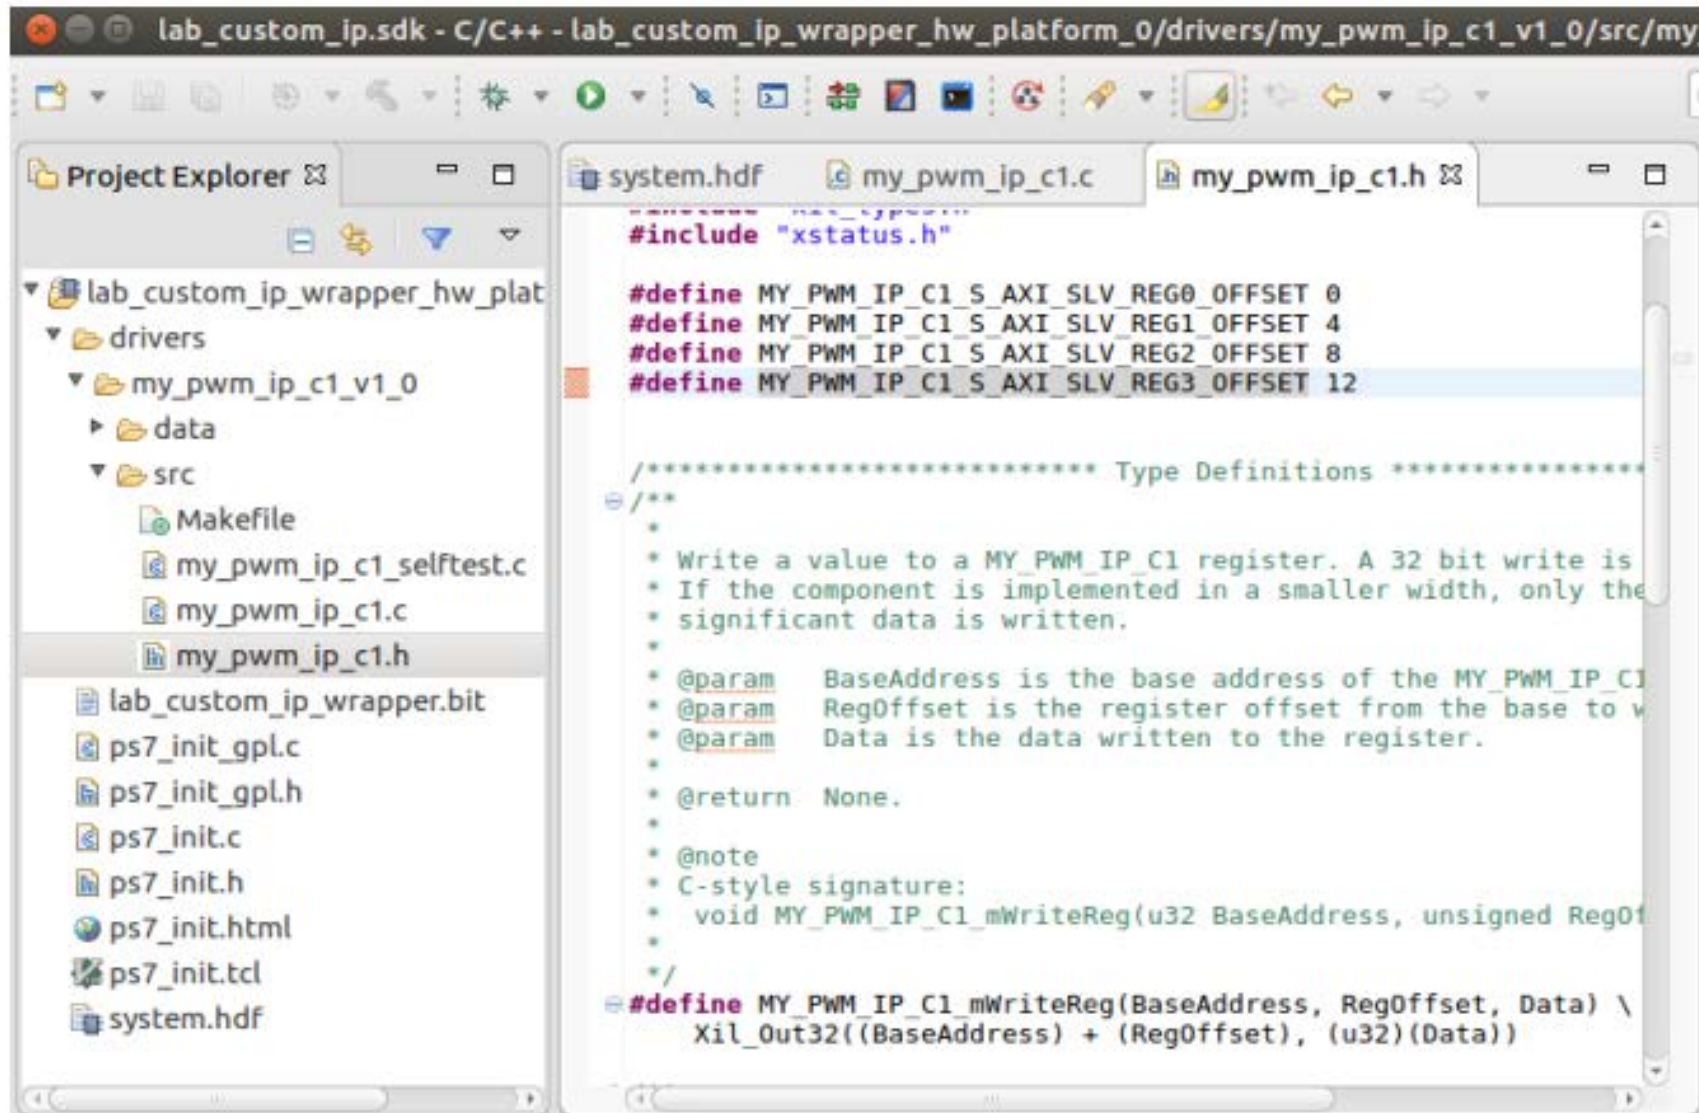 lab_custom_ip.sdk - C/C++ - lab_custom_ip_wrapper_hw_platform_0/drivers/my_pwm_ip_c1_v1_0/src/my
Project Explorer
lab_custom_ip_wrapper_hw_plat
drivers
my_pwm_ip_c1_v1_0
data
src
Makefile
my_pwm_ip_c1_selftest.c
my_pwm_ip_c1.c
my_pwm_ip_c1.h
lab_custom_ip_wrapper.bit
ps7_init_gpl.c
ps7_init_gpl.h
ps7_init.c
ps7_init.h
ps7_init.html
ps7_init.tcl
system.hdf
system.hdf my_pwm_ip_c1.c my_pwm_ip_c1.h
#include "xil_types.h"
#include "xstatus.h"
#define MY_PWM_IP_C1_S_AXI_SLV_REG0_OFFSET 0
#define MY_PWM_IP_C1_S_AXI_SLV_REG1_OFFSET 4
#define MY_PWM_IP_C1_S_AXI_SLV_REG2_OFFSET 8
#define MY_PWM_IP_C1_S_AXI_SLV_REG3_OFFSET 12
/**************************** Type Definitions ****************
/**
*
* Write a value to a MY_PWM_IP_C1 register. A 32 bit write is
* If the component is implemented in a smaller width, only the
* significant data is written.
*
* @param BaseAddress is the base address of the MY_PWM_IP_C1
* @param RegOffset is the register offset from the base to w
* @param Data is the data written to the register.
*
* @return None.
*
* @note
* C-style signature:
* void MY_PWM_IP_C1_mWriteReg(u32 BaseAddress, unsigned RegOf
*
*/
#define MY_PWM_IP_C1_mWriteReg(BaseAddress, RegOffset, Data) \
Xil_Out32((BaseAddress) + (RegOffset), (u32)(Data))